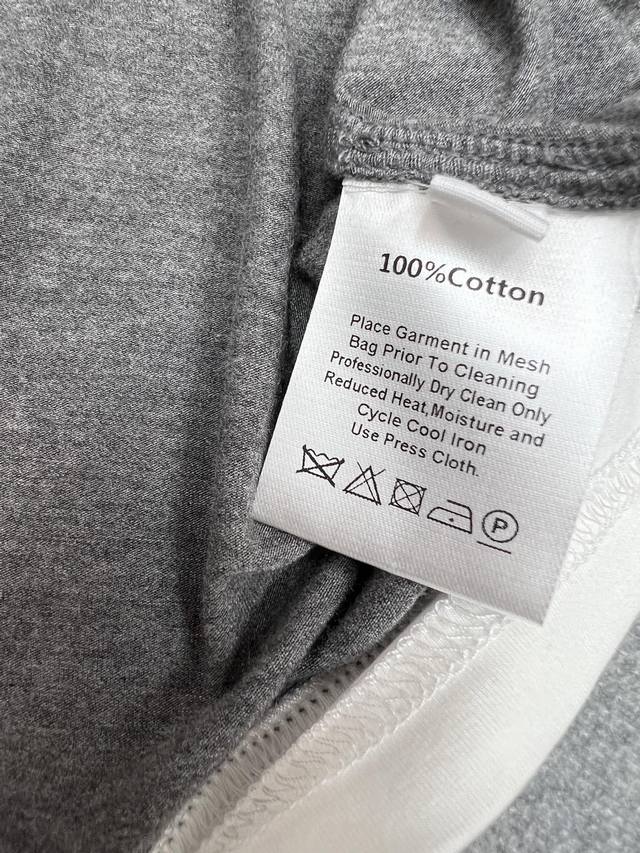 100%Cotton
Place Garment in Mesh
Bag Prior To Cleaning
Professionally Dry Clean Only
Reduced Heat,Moisture and
Cycle Cool Iron
Use Press Cloth.
P